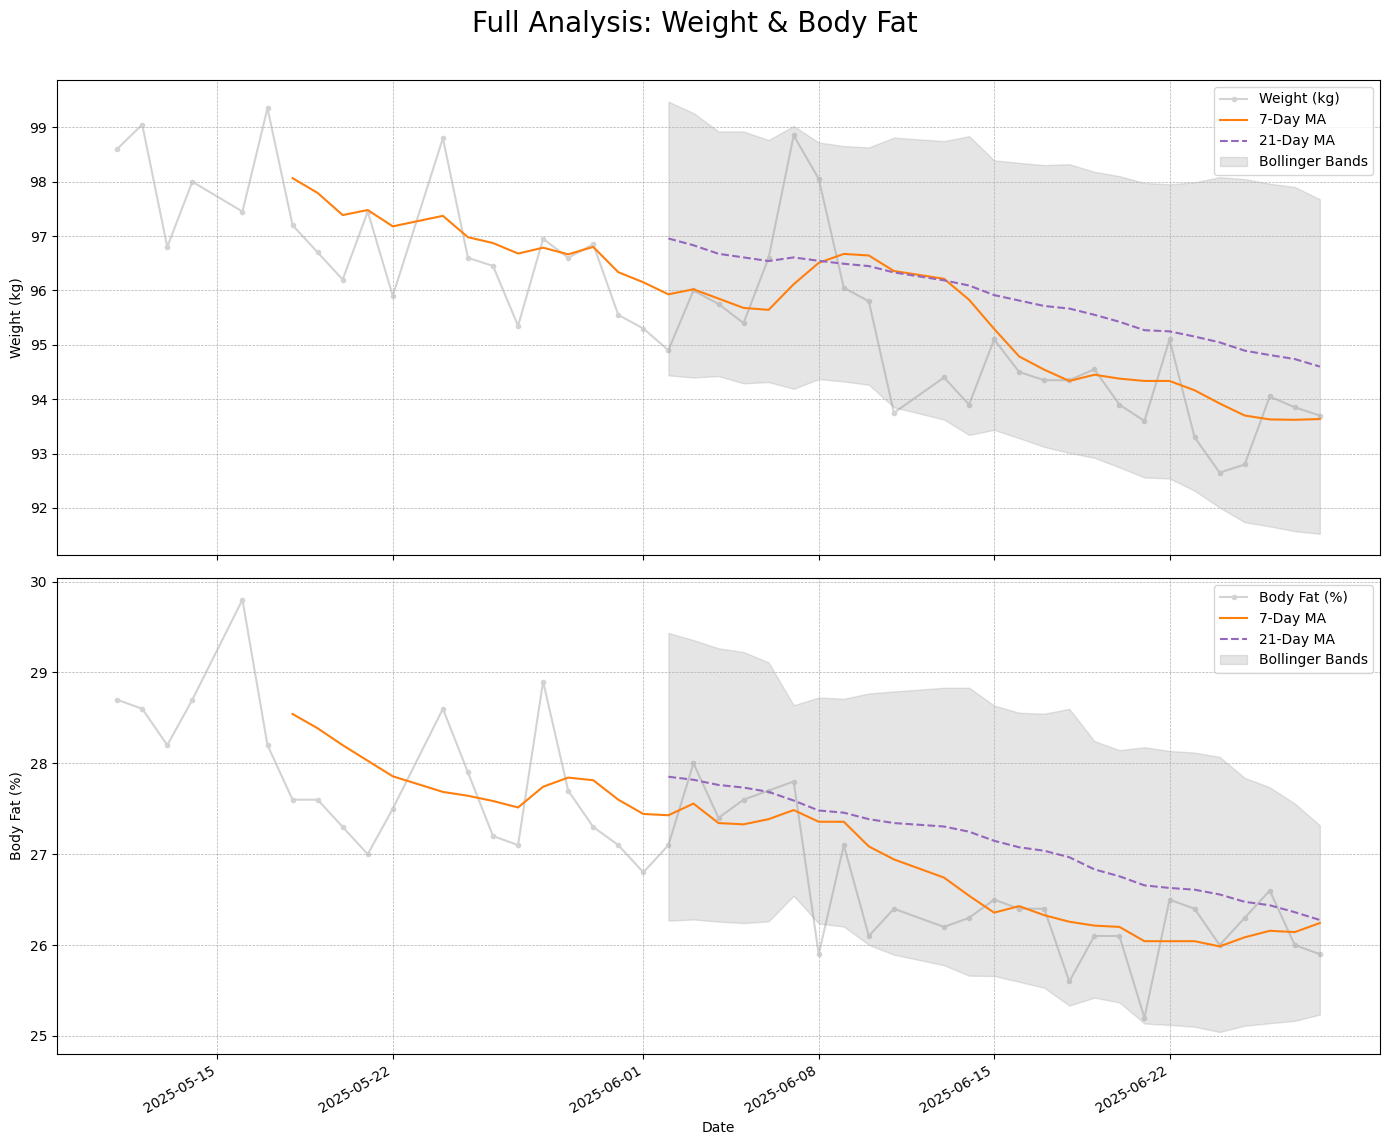 Full Analysis: Weight & Body Fat
Weight (kg)
99
98
97
96
95
94
93
92
Weight (kg)
7-Day MA
21-Day MA
Bollinger Bands
Body Fat (%)
30
29
28
27
26
25
Body Fat (%)
7-Day MA
21-Day MA
Bollinger Bands
2025-05-15
2025-05-22
2025-06-01
2025-06-08
2025-06-15
2025-06-22
Date